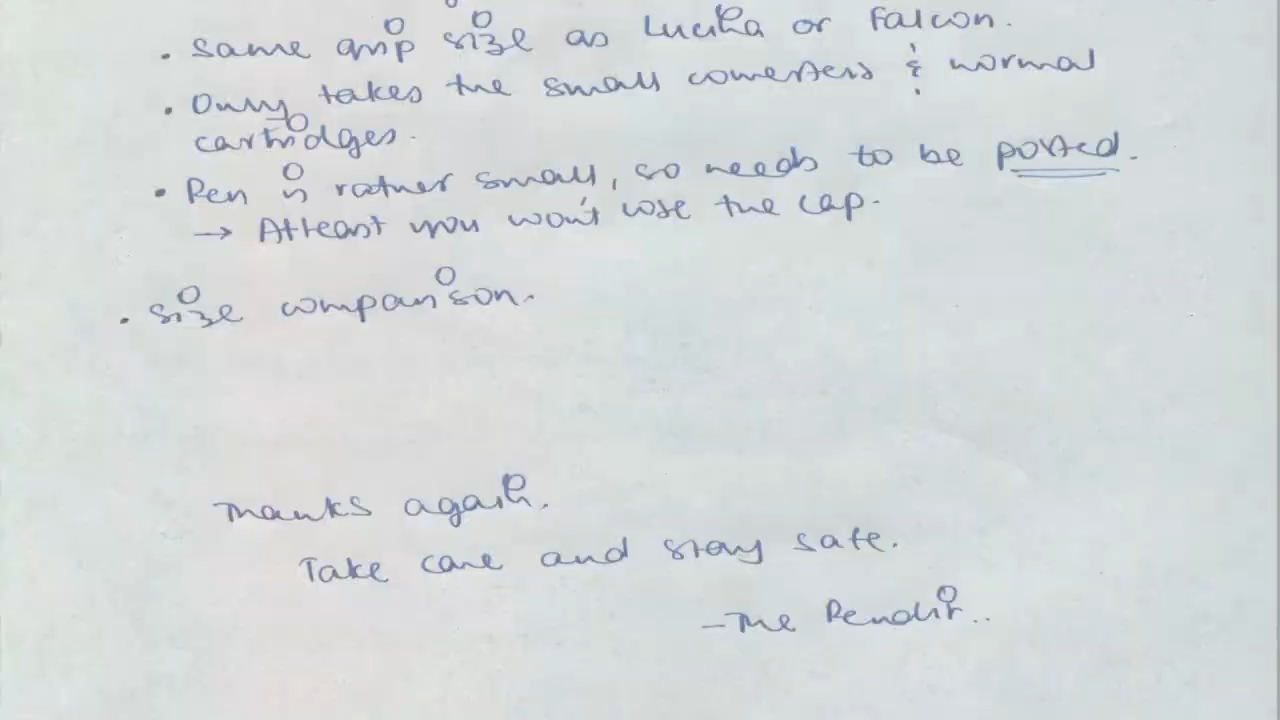 . Same grip size as Lucika or Falcon.
. Only takes the small converters & normal
cartridges.
. Pen is rather small, so needs to be posted.
→ Atleast you won't lose the cap.
. Size comparison.
Thanks again.
Take care and stay safe.
- The Pendit..